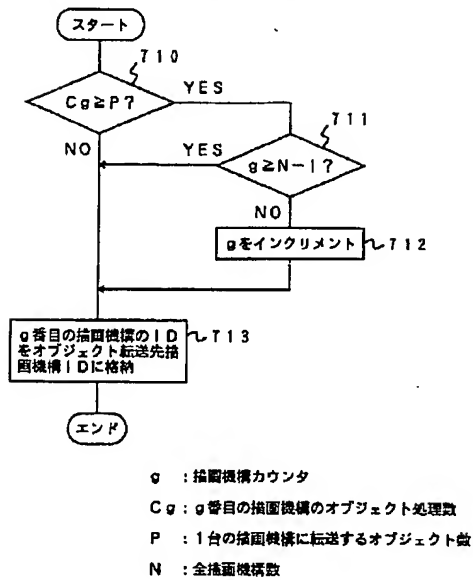 スタート
710
Cg≧P?
YES
NO
711
YES
g≧N-1?
NO
gをインクリメント
712
g番目の描画機構のID
をオブジェクト転送先描
画機構IDに格納
713
エンド
g :描画機構カウンタ
Cg:g番目の描画機構のオブジェクト処理数
P :1台の描画機構に転送するオブジェクト数
N :全描画機構数